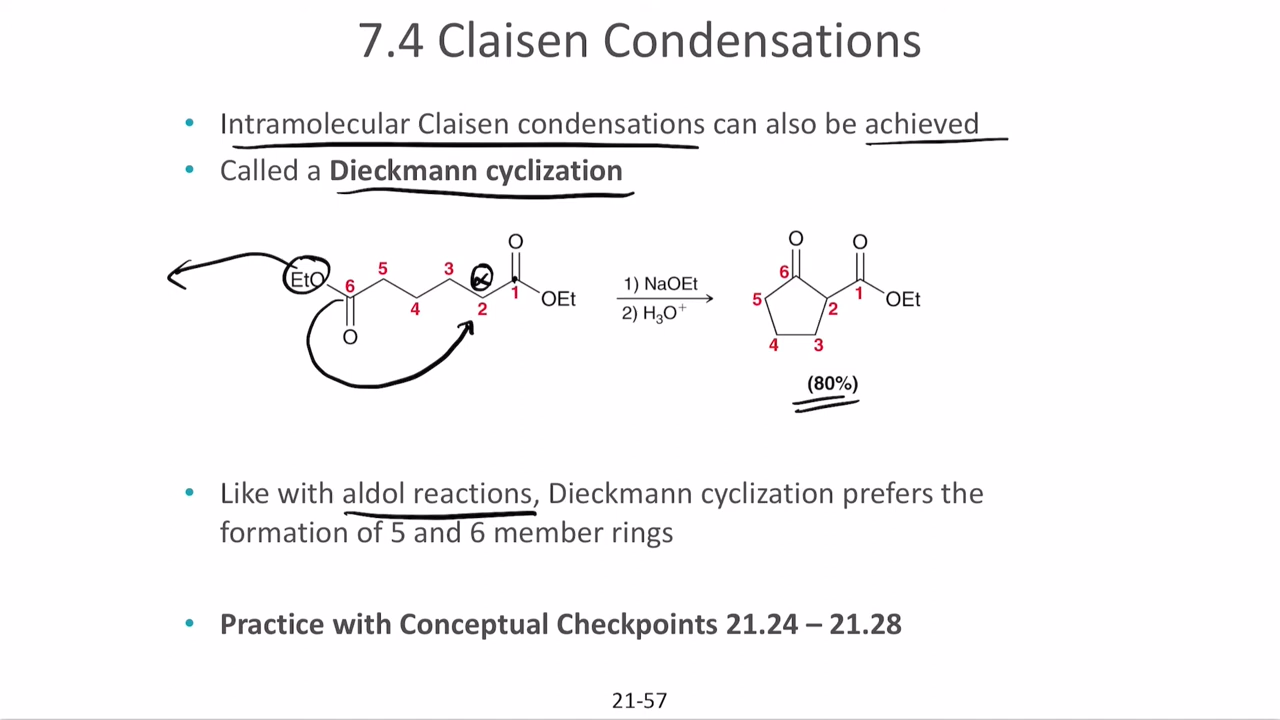 7.4 Claisen Condensations
• Intramolecular Claisen condensations can also be achieved
• Called a Dieckmann cyclization
O
O O
EtO 6 5 4 3 α 2 1 OEt
O
1) NaOEt
2) H₃O⁺
6 5 4 3 2 1 OEt
(80%)
• Like with aldol reactions, Dieckmann cyclization prefers the
formation of 5 and 6 member rings
• Practice with Conceptual Checkpoints 21.24 – 21.28
21-57